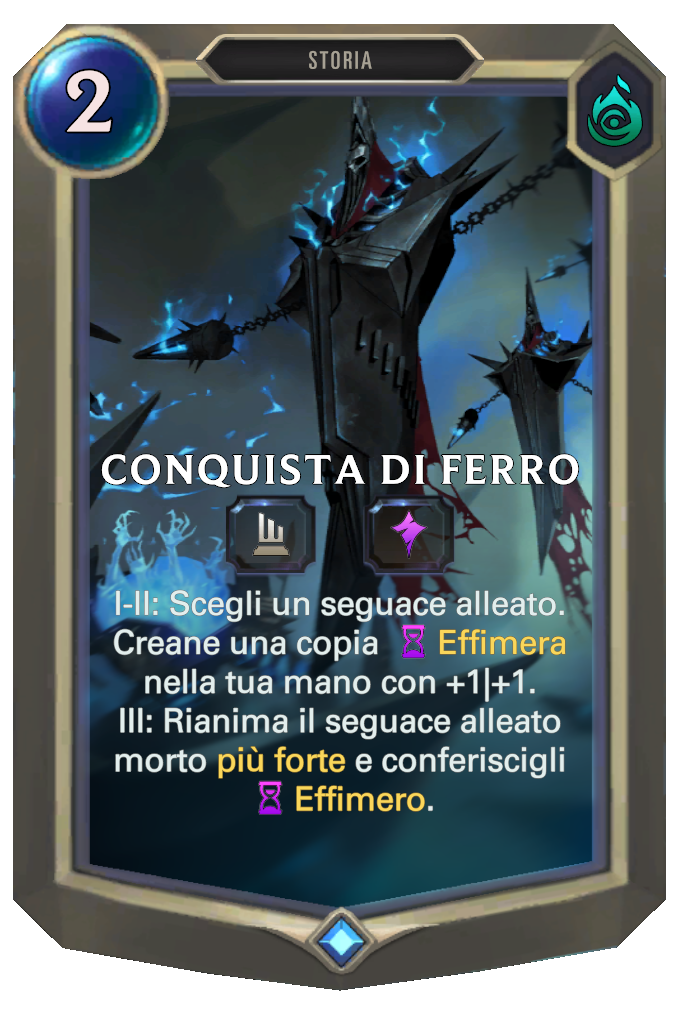 2
STORIA
CONQUISTA DI FERRO
I-II: Scegli un seguace alleato.
Creane una copia Effimera
nella tua mano con +1|+1.
III: Rianima il seguace alleato
morto più forte e conferiscigli
Effimero.